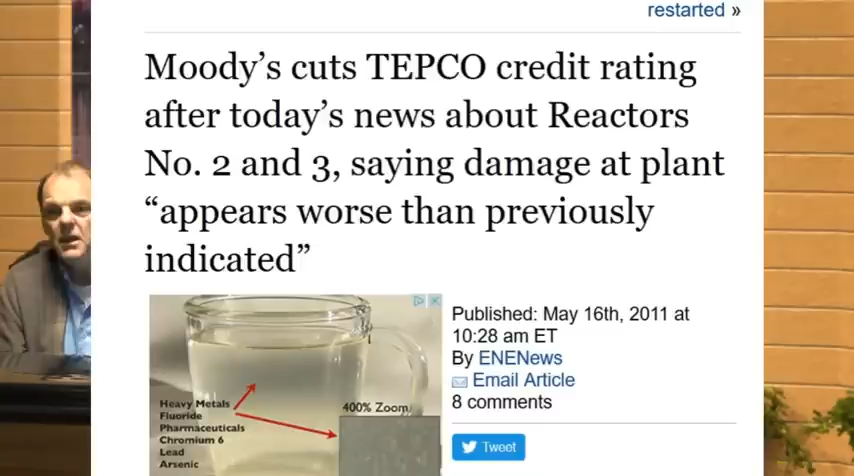 restarted »
Moody's cuts TEPCO credit rating
after today's news about Reactors
No. 2 and 3, saying damage at plant
“appears worse than previously
indicated”
Published: May 16th, 2011 at
10:28 am ET
By ENENews
Email Article
8 comments
Tweet
Heavy Metals
Fluoride
Pharmaceuticals
Chromium 6
Lead
Arsenic
400% Zoom